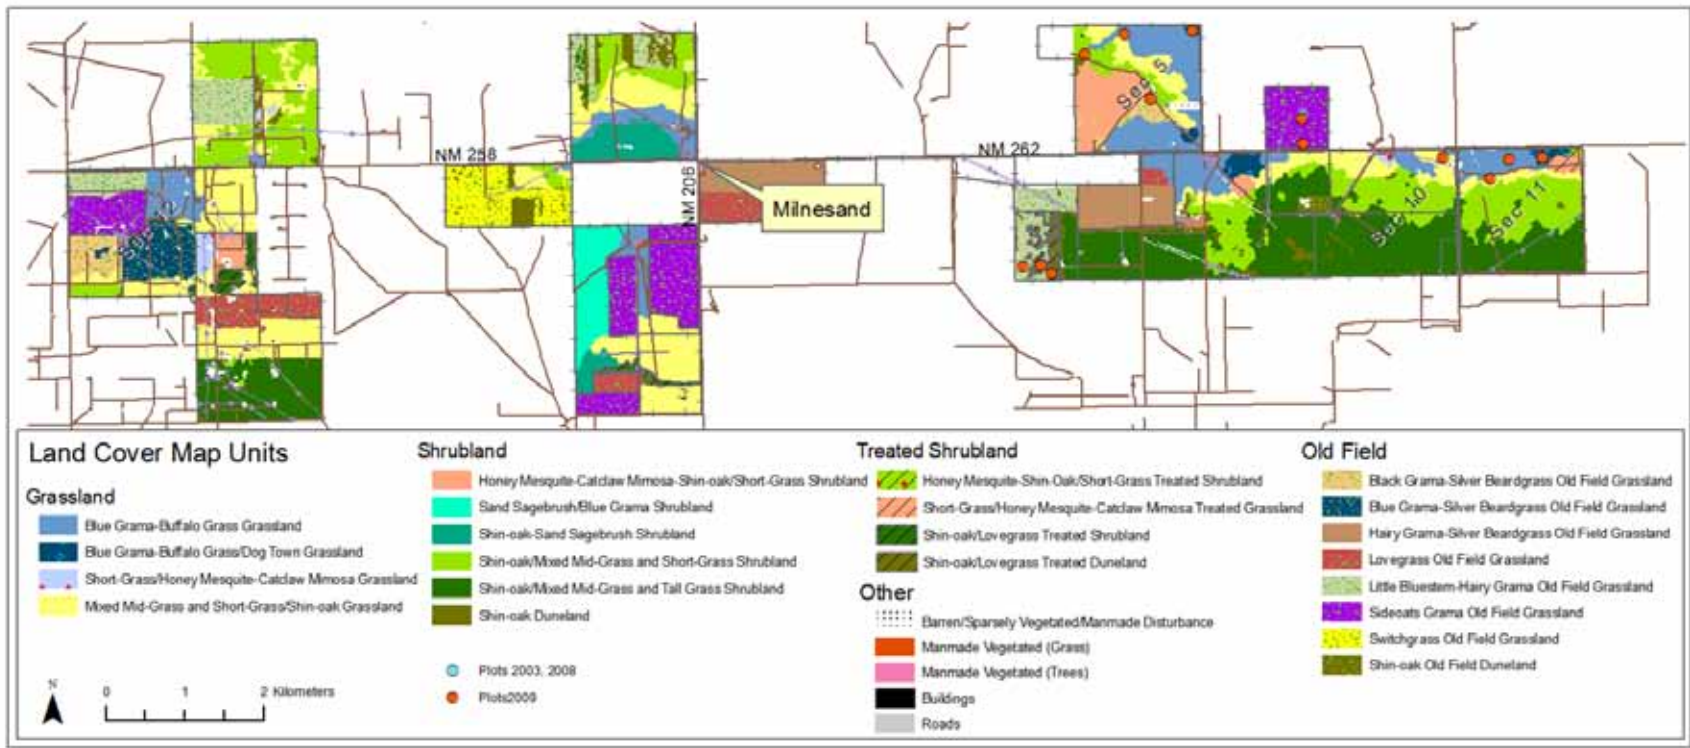 NM 258
NM 208
Milnesand
NM 262
Sec 5
Sec 10
Sec 11
Land Cover Map Units
Grassland
Blue Grama-Buffalo Grass Grassland
Blue Grama-Buffalo Grass/Dog Town Grassland
Short-Grass/Honey Mesquite-Catclaw Mimosa Grassland
Mixed Mid-Grass and Short-Grass/Shin-oak Grassland
N
0 1 2 Kilometers
Shrubland
Honey Mesquite-Catclaw Mimosa-Shin-oak/Short-Grass Shrubland
Sand Sagebrush/Blue Grama Shrubland
Shin-oak-Sand Sagebrush Shrubland
Shin-oak/Mixed Mid-Grass and Short-Grass Shrubland
Shin-oak/Mixed Mid-Grass and Tall Grass Shrubland
Shin-oak Duneland
Plots 2003, 2008
Plots2009
Treated Shrubland
Honey Mesquite-Shin-Oak/Short-Grass Treated Shrubland
Short-Grass/Honey Mesquite-Catclaw Mimosa Treated Grassland
Shin-oak/Lovegrass Treated Shrubland
Shin-oak/Lovegrass Treated Duneland
Other
Barren/Sparsely Vegetated/Manmade Disturbance
Manmade Vegetated (Grass)
Manmade Vegetated (Trees)
Buildings
Roads
Old Field
Black Grama-Silver Beardgrass Old Field Grassland
Blue Grama-Silver Beardgrass Old Field Grassland
Hairy Grama-Silver Beardgrass Old Field Grassland
Lovegrass Old Field Grassland
Little Bluestem-Hairy Grama Old Field Grassland
Sideoats Grama Old Field Grassland
Switchgrass Old Field Grassland
Shin-oak Old Field Duneland